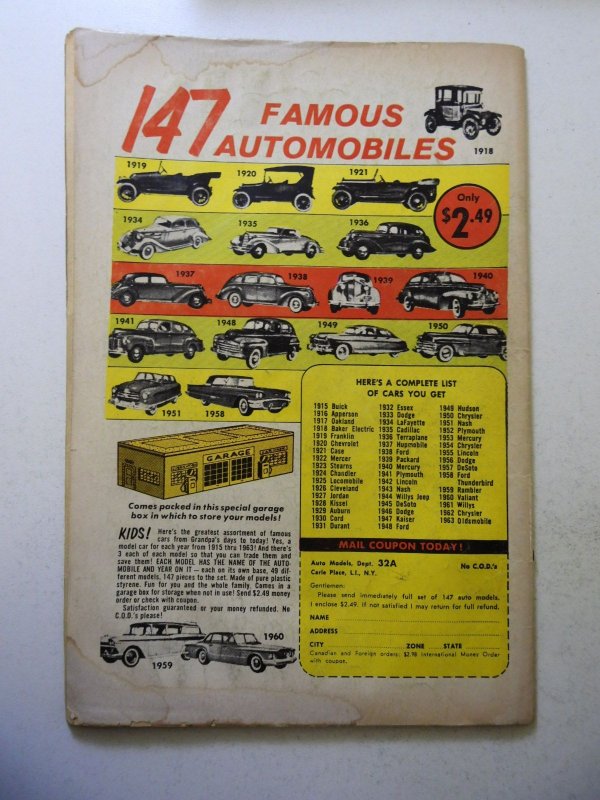 147 FAMOUS
AUTOMOBILES
1918
1919
1920
1921
Only
$2.49
1934
1935
1936
1937
1938
1939
1940
1941
1948
1949
1950
1951
1958
HERE'S A COMPLETE LIST
OF CARS YOU GET
1915 Buick
1916 Apperson
1917 Oakland
1918 Baker Electric
1919 Franklin
1920 Chevrolet
1921 Case
1922 Mercer
1923 Stearns
1924 Chandler
1925 Locomobile
1926 Cleveland
1927 Jordan
1928 Kissel
1929 Auburn
1930 Cord
1931 Durant
1932 Essex
1933 Dodge
1934 LaFayette
1935 Cadillac
1936 Terraplane
1937 Hupmobile
1938 Ford
1939 Packard
1940 Mercury
1941 Plymouth
1942 Lincoln
1943 Nash
1944 Willys Jeep
1945 DeSoto
1946 Dodge
1947 Kaiser
1948 Ford
1949 Hudson
1950 Chrysler
1951 Nash
1952 Plymouth
1953 Mercury
1954 Chrysler
1955 Lincoln
1956 Dodge
1957 DeSoto
1958 Ford
Thunderbird
1959 Rambler
1960 Valiant
1961 Willys
1962 Chrysler
1963 Oldsmobile
GARAGE
Comes packed in this special garage
box in which to store your models!
KIDS! Here's the greatest assortment of famous
cars from Grandpa's days to today! Yes, a
model car for each year from 1915 thru 1963! And there's
3 each of each model so that you can trade them and
save them! EACH MODEL HAS THE NAME OF THE AUTO-
MOBILE AND YEAR ON IT — each on its own base. 49 dif-
ferent models, 147 pieces to the set. Made of pure plastic
styrene. Fun for you and the whole family. Comes in a
garage box for storage when not in use! Send $2.49 money
order or check with coupon.
Satisfaction guaranteed or your money refunded. No
C.O.D.'s please!
1959
1960
MAIL COUPON TODAY!
Auto Models, Dept. 32A
Carle Place, L.I., N.Y.
No C.O.D.'s
Gentlemen:
Please send immediately full set of 147 auto models.
I enclose $2.49. If not satisfied I may return for full refund.
NAME
ADDRESS
CITY ZONE STATE
Canadian and Foreign orders: $2.98 International Money Order
with coupon.